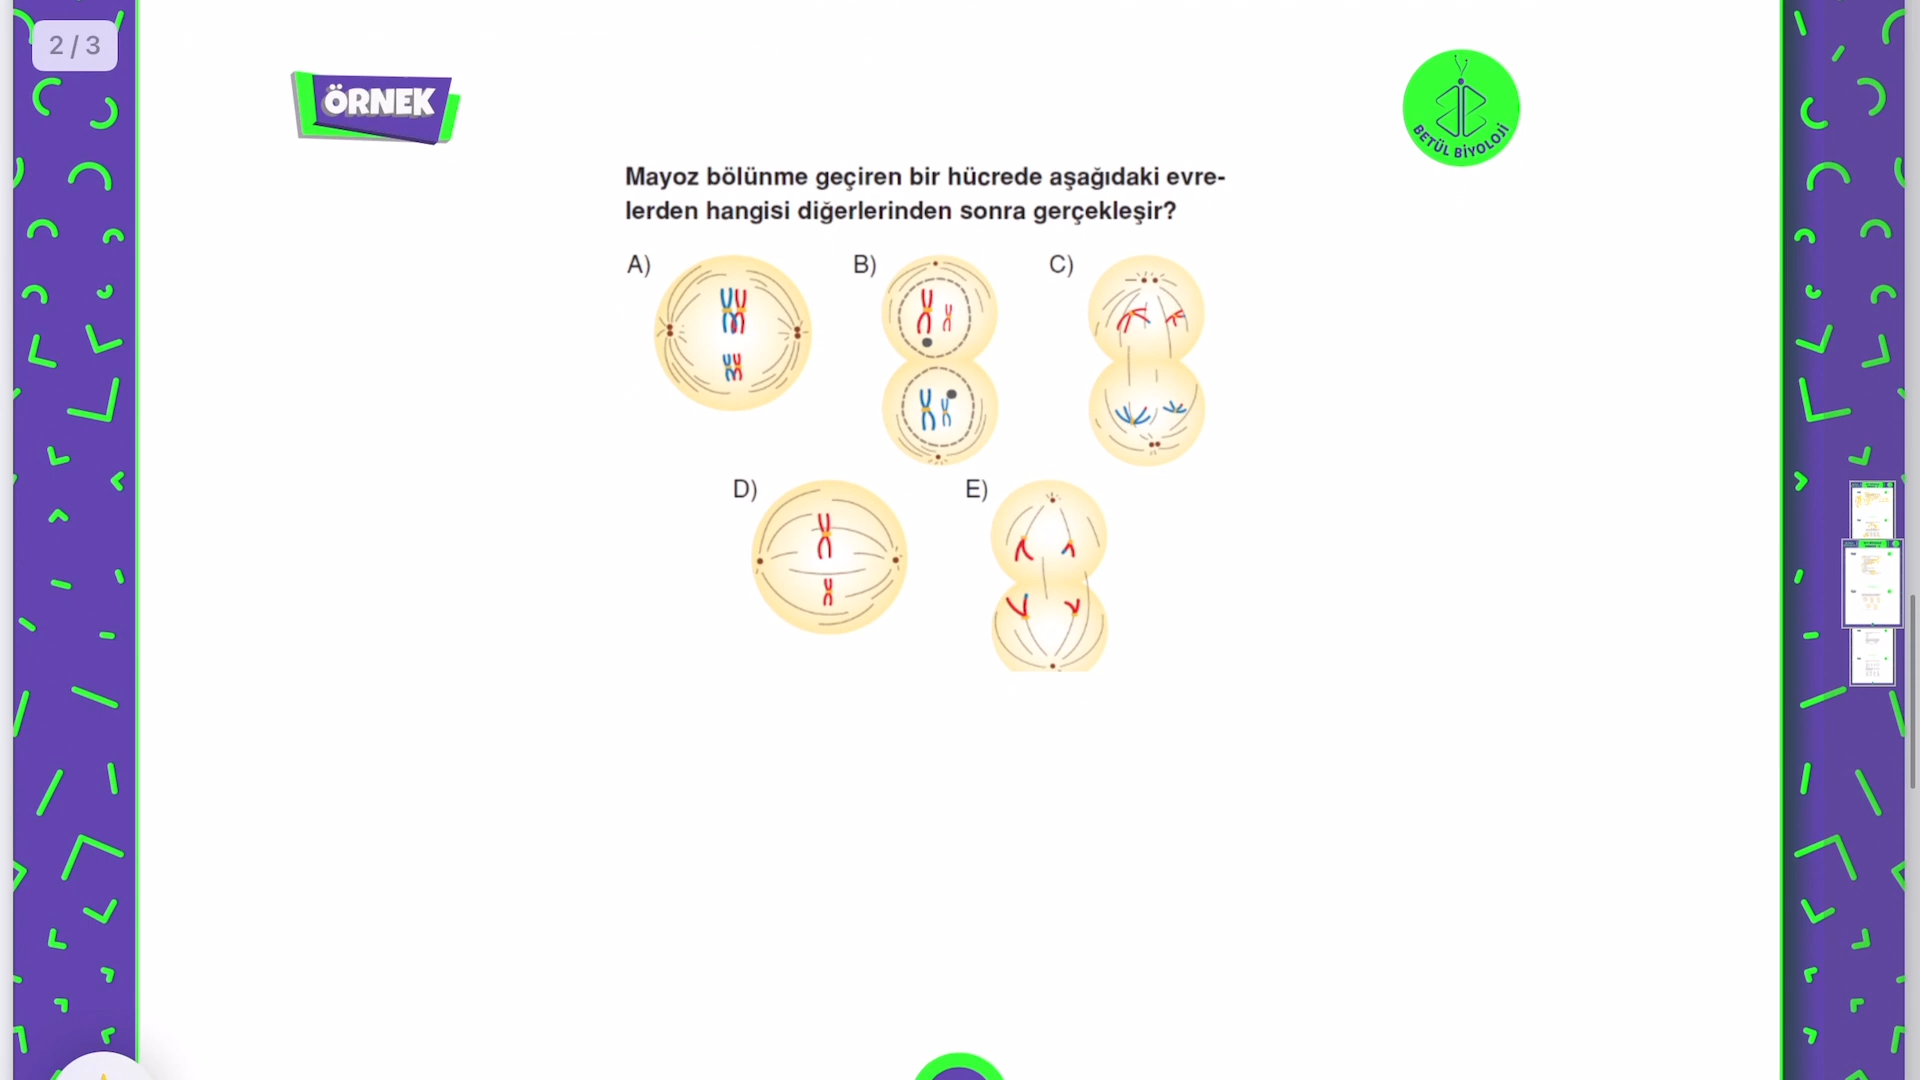 2 / 3
ÖRNEK
BETÜL BİYOLOJİ
Mayoz bölünme geçiren bir hücrede aşağıdaki evre-
lerden hangisi diğerlerinden sonra gerçekleşir?
A)
B)
C)
D)
E)